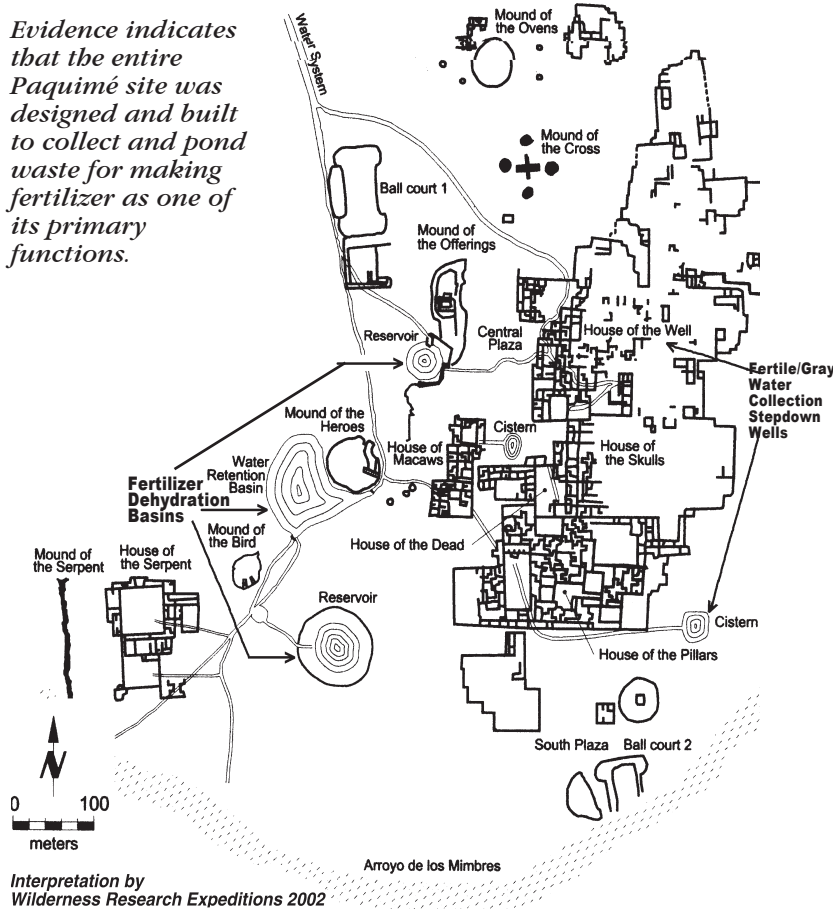 Evidence indicates
that the entire
Paquimé site was
designed and built
to collect and pond
waste for making
fertilizer as one of
its primary
functions.
Water System
Mound of
the Ovens
Mound of
the Cross
Ball court 1
Mound of
the Offerings
Reservoir
Central
Plaza
House of the Well
Fertile/Gray
Water
Collection
Stepdown
Wells
Mound of the
Heroes
House of
Macaws
Cistern
House of
the Skulls
Water
Retention
Basin
Fertilizer
Dehydration
Basins
Mound of
the Bird
House of the Dead
Mound of
the Serpent
House of
the Serpent
Reservoir
Cistern
House of the Pillars
South Plaza
Ball court 2
N
0
100
meters
Arroyo de los Mimbres
Interpretation by
Wilderness Research Expeditions 2002